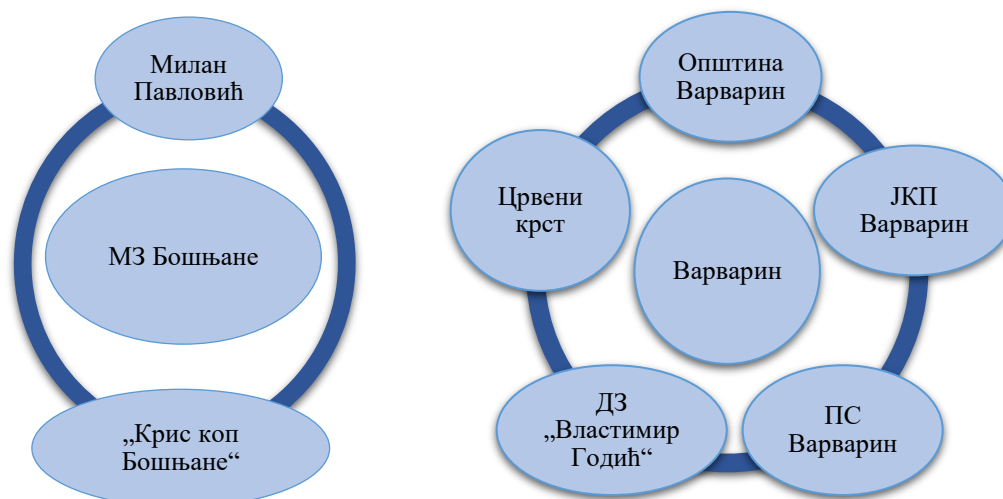 Милан
Павловић
МЗ Бошњане
„Крис коп
Бошњане“
Општина
Варварин
Црвени
крст
ЈКП
Варварин
Варварин
ДЗ
„Властимир
Годић“
ПС
Варварин